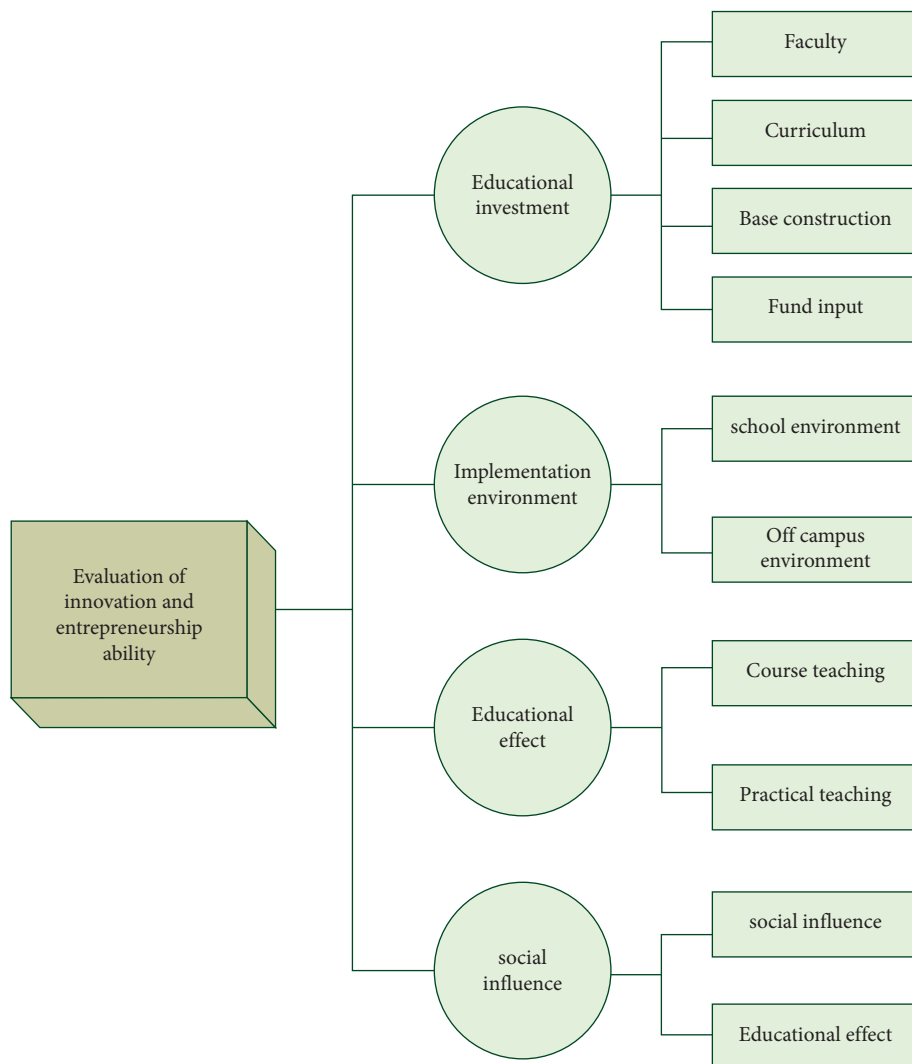 Faculty
Curriculum
Educational
investment
Base construction
Fund input
school environment
Implementation
environment
Off campus
environment
Evaluation of
innovation and
entrepreneurship
ability
Course teaching
Educational
effect
Practical teaching
social influence
social
influence
Educational effect